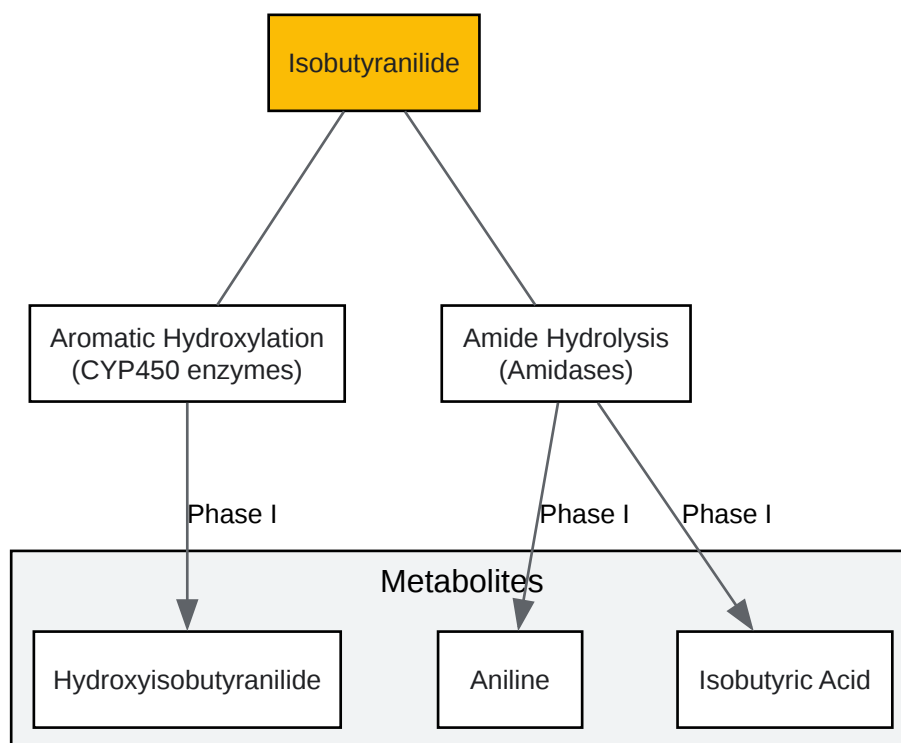 Isobutyranilide
Aromatic Hydroxylation
(CYP450 enzymes)
Amide Hydrolysis
(Amidases)
Phase I
Phase I
Phase I
Metabolites
Hydroxyisobutyranilide
Aniline
Isobutyric Acid